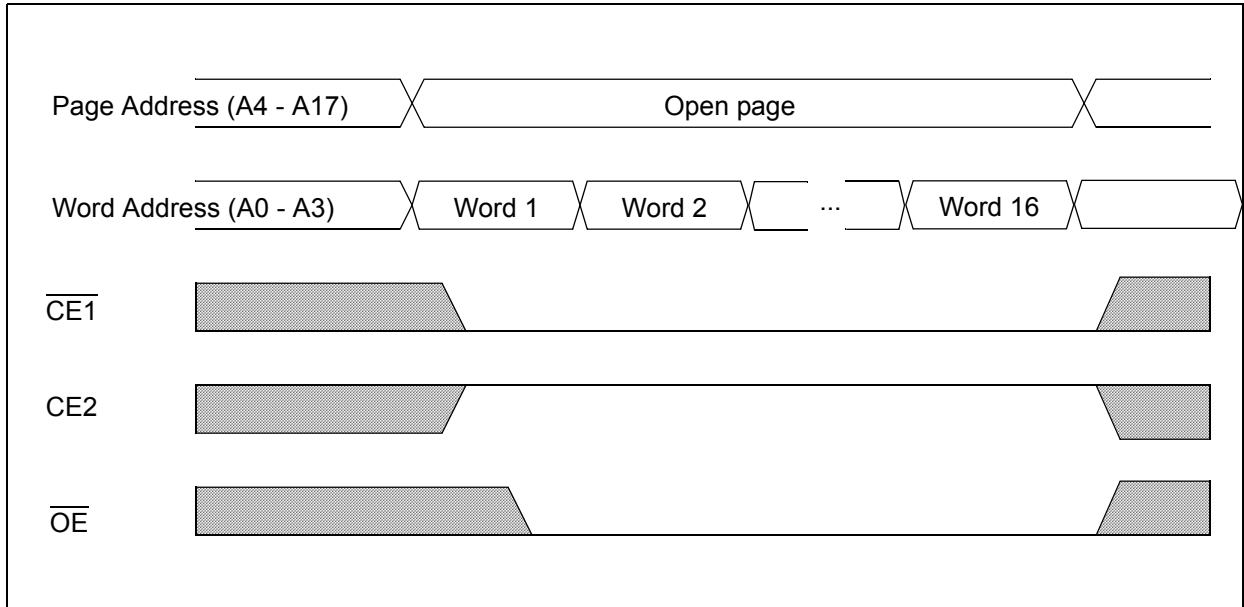 Page Address (A4 - A17) Open page
Word Address (A0 - A3) Word 1 Word 2 ... Word 16
CE1
CE2
OE